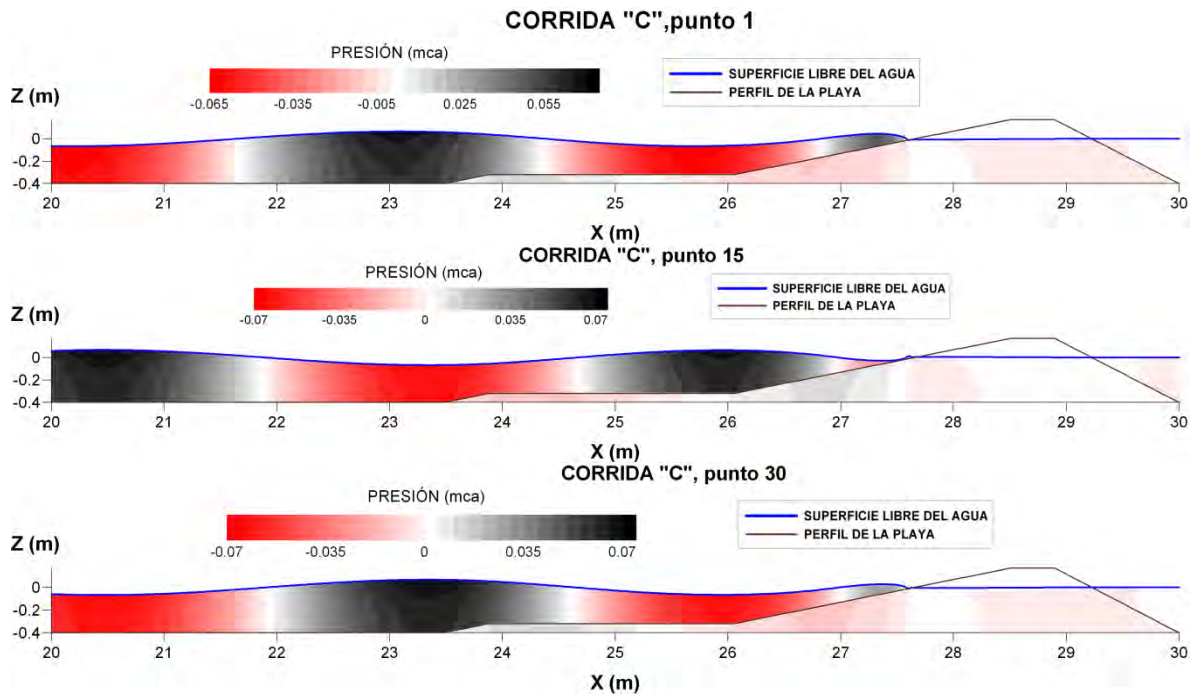 CORRIDA "C",punto 1
PRESIÓN (mca)
-0.065 -0.035 -0.005 0.025 0.055
SUPERFICIE LIBRE DEL AGUA
PERFIL DE LA PLAYA
Z (m)
0
-0.2
-0.4
20 21 22 23 24 25 26 27 28 29 30
X (m)
CORRIDA "C", punto 15
PRESIÓN (mca)
-0.07 -0.035 0 0.035 0.07
SUPERFICIE LIBRE DEL AGUA
PERFIL DE LA PLAYA
Z (m)
0
-0.2
-0.4
20 21 22 23 24 25 26 27 28 29 30
X (m)
CORRIDA "C", punto 30
PRESIÓN (mca)
-0.07 -0.035 0 0.035 0.07
SUPERFICIE LIBRE DEL AGUA
PERFIL DE LA PLAYA
Z (m)
0
-0.2
-0.4
20 21 22 23 24 25 26 27 28 29 30
X (m)